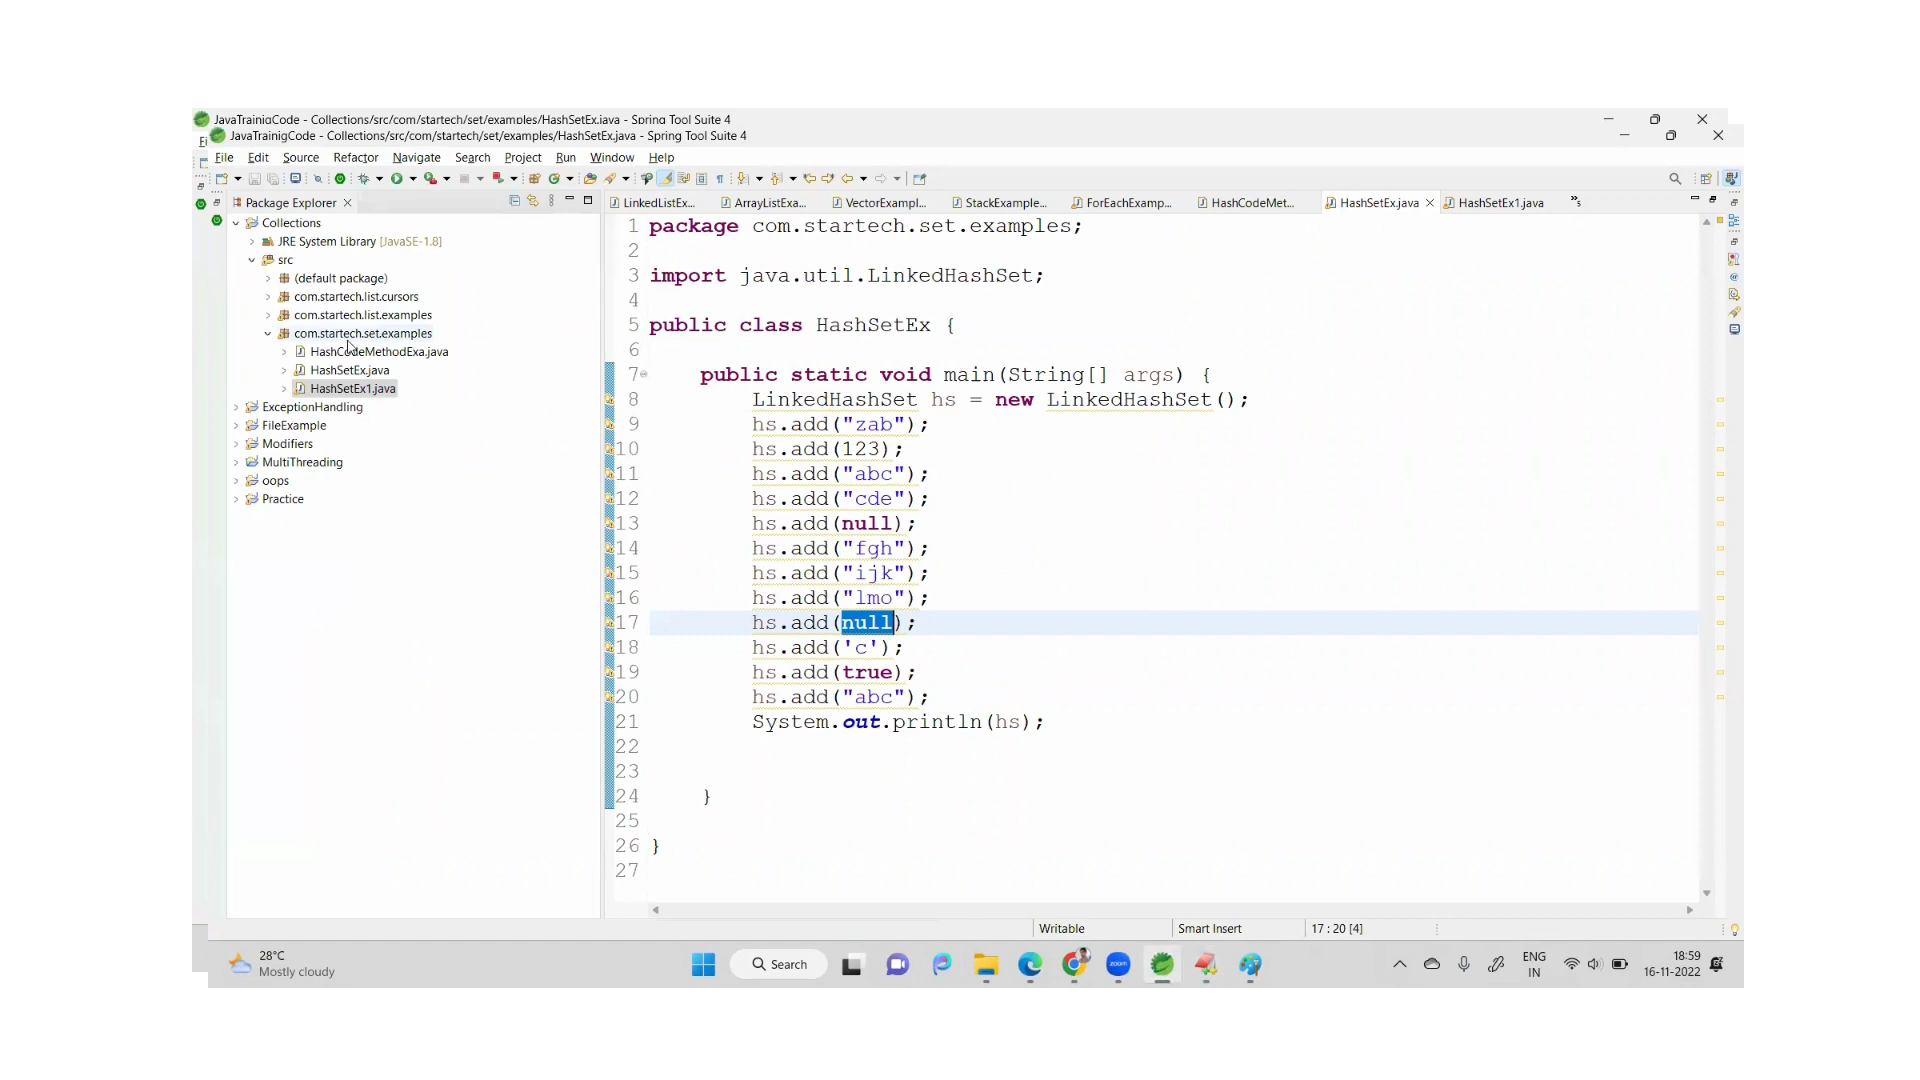 JavaTrainigCode - Collections/src/com/startech/set/examples/HashSetEx.java - Spring Tool Suite 4
JavaTrainigCode - Collections/src/com/startech/set/examples/HashSetEx.java - Spring Tool Suite 4
File Edit Source Refactor Navigate Search Project Run Window Help
Package Explorer
LinkedListEx... ArrayListExa... VectorExampl... StackExample... ForEachExamp... HashCodeMet... HashSetEx.java HashSetEx1.java »5
Collections
JRE System Library [JavaSE-1.8]
src
(default package)
com.startech.list.cursors
com.startech.list.examples
com.startech.set.examples
HashCodeMethodExa.java
HashSetEx.java
HashSetEx1.java
ExceptionHandling
FileExample
Modifiers
MultiThreading
oops
Practice
1 package com.startech.set.examples;
2
3 import java.util.LinkedHashSet;
4
5 public class HashSetEx {
6
7 public static void main(String[] args) {
8 LinkedHashSet hs = new LinkedHashSet();
9 hs.add("zab");
10 hs.add(123);
11 hs.add("abc");
12 hs.add("cde");
13 hs.add(null);
14 hs.add("fgh");
15 hs.add("ijk");
16 hs.add("lmo");
17 hs.add(null);
18 hs.add('c');
19 hs.add(true);
20 hs.add("abc");
21 System.out.println(hs);
22
23
24 }
25
26 }
27
Writable Smart Insert 17 : 20 [4]
28°C
Mostly cloudy
Search
zoom
ENG
IN
18:59
16-11-2022